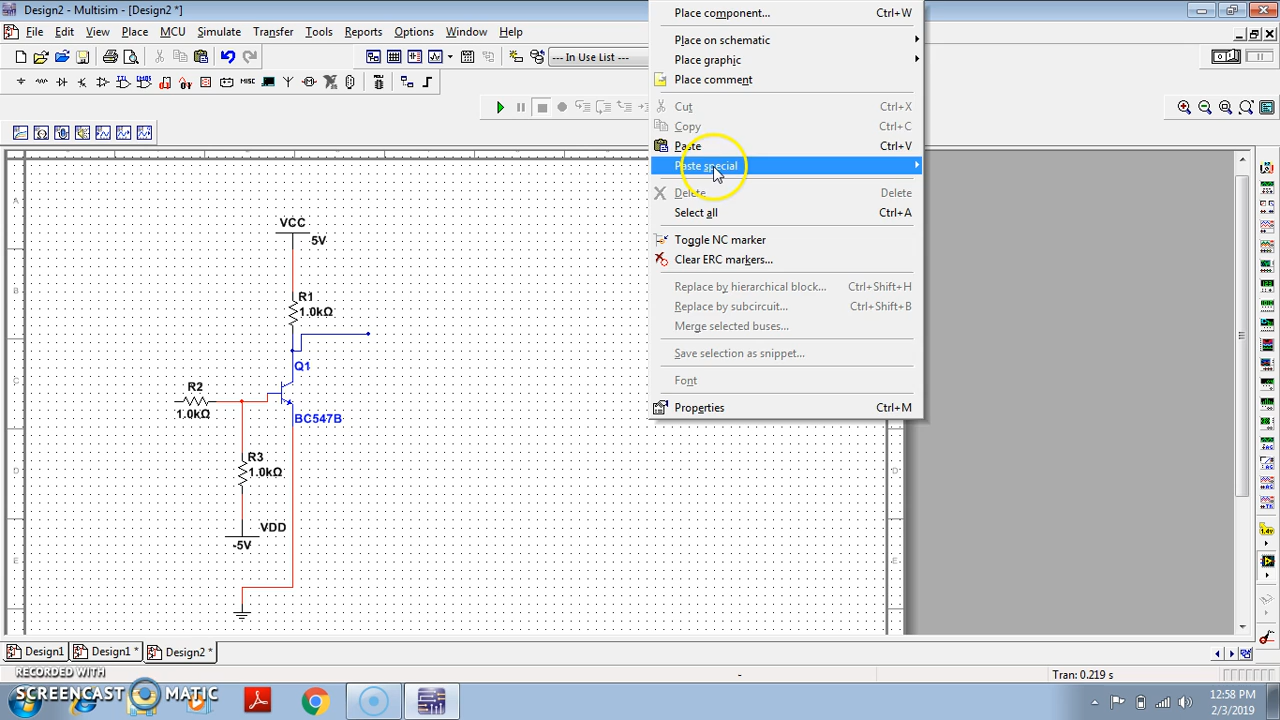 Design2 - Multisim - [Design2 *]
File Edit View Place MCU Simulate Transfer Tools Reports Options Window Help
-- In Use List --
Place component... Ctrl+W
Place on schematic
Place graphic
Place comment
Cut Ctrl+X
Copy Ctrl+C
Paste Ctrl+V
Paste special
Delete Delete
Select all Ctrl+A
Toggle NC marker
Clear ERC markers...
Replace by hierarchical block... Ctrl+Shift+H
Replace by subcircuit... Ctrl+Shift+B
Merge selected buses...
Save selection as snippet...
Font
Properties Ctrl+M
VCC
5V
R1
1.0kΩ
Q1
R2
1.0kΩ
BC547B
R3
1.0kΩ
VDD
-5V
A
B
C
D
E
D
E
Design1 Design1 * Design2 *
- Tran: 0.219 s
RECORDED WITH
SCREENCAST MATIC
12:58 PM
2/3/2019